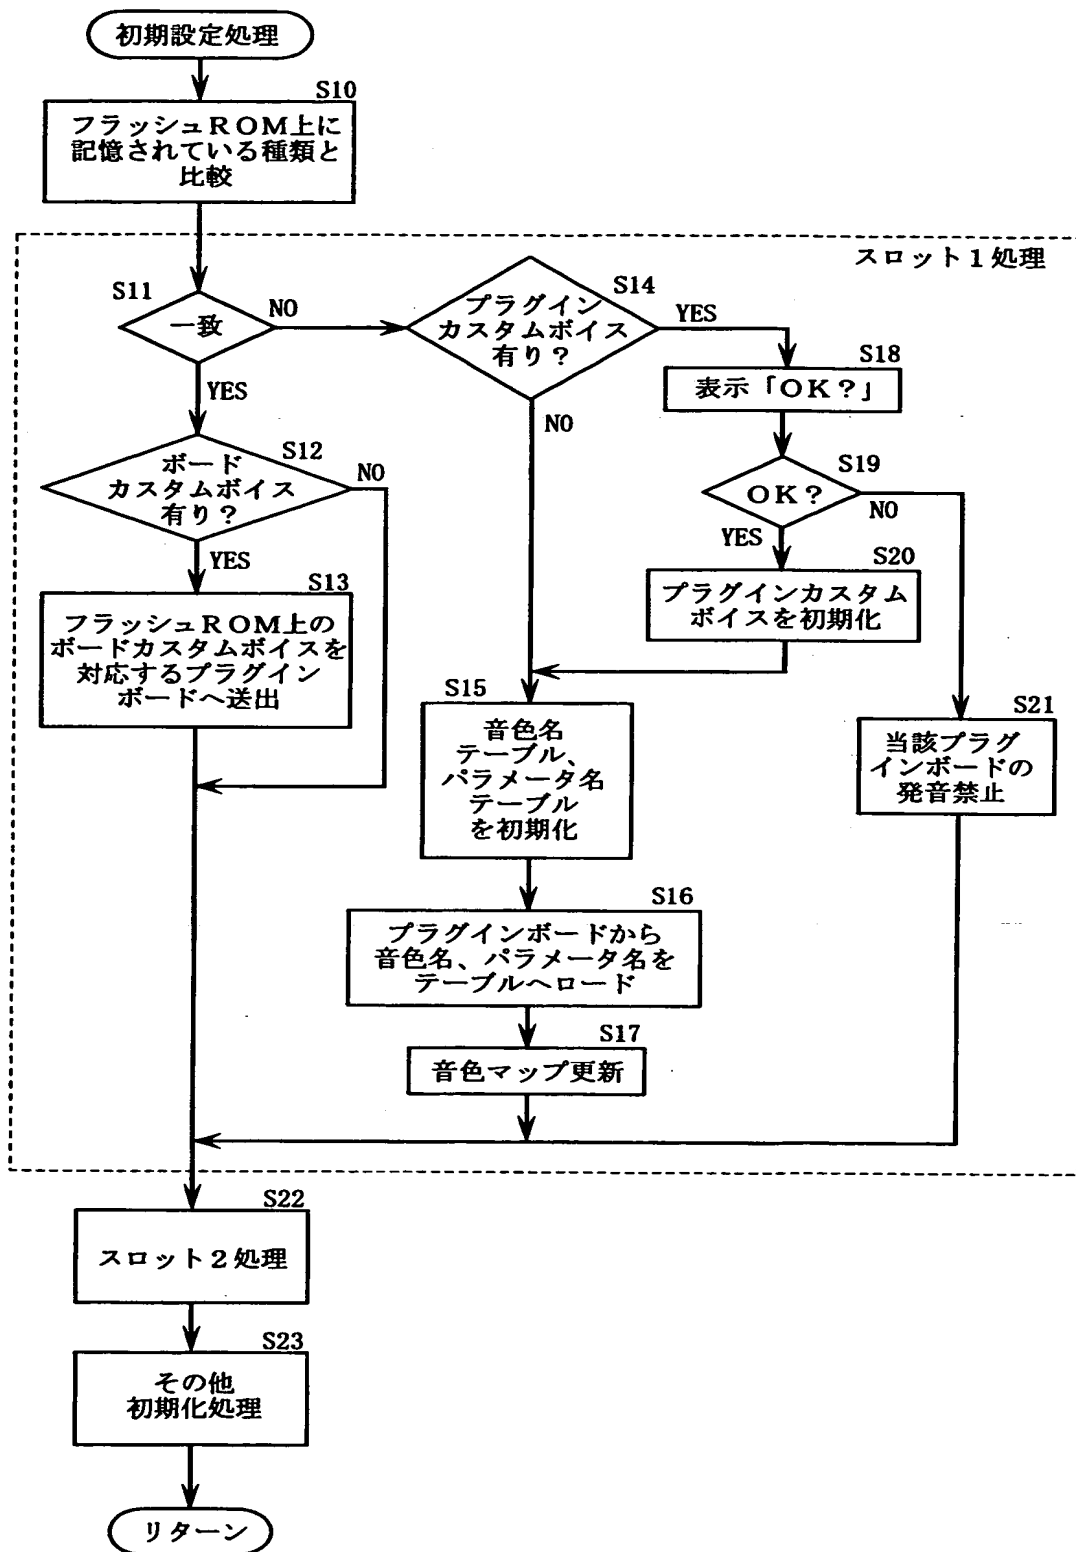 初期設定処理
S10
フラッシュROM上に
記憶されている種類と
比較
スロット1処理
S11
一致
NO
YES
S14
プラグイン
カスタムボイス
有り?
YES
NO
S18
表示「OK?」
S19
OK?
NO
YES
S12
ボード
カスタムボイス
有り?
NO
YES
S20
プラグインカスタム
ボイスを初期化
S13
フラッシュROM上の
ボードカスタムボイスを
対応するプラグイン
ボードへ送出
S15
音色名
テーブル、
パラメータ名
テーブル
を初期化
S21
当該プラグ
インボードの
発音禁止
S16
プラグインボードから
音色名、パラメータ名を
テーブルへロード
S17
音色マップ更新
S22
スロット2処理
S23
その他
初期化処理
リターン